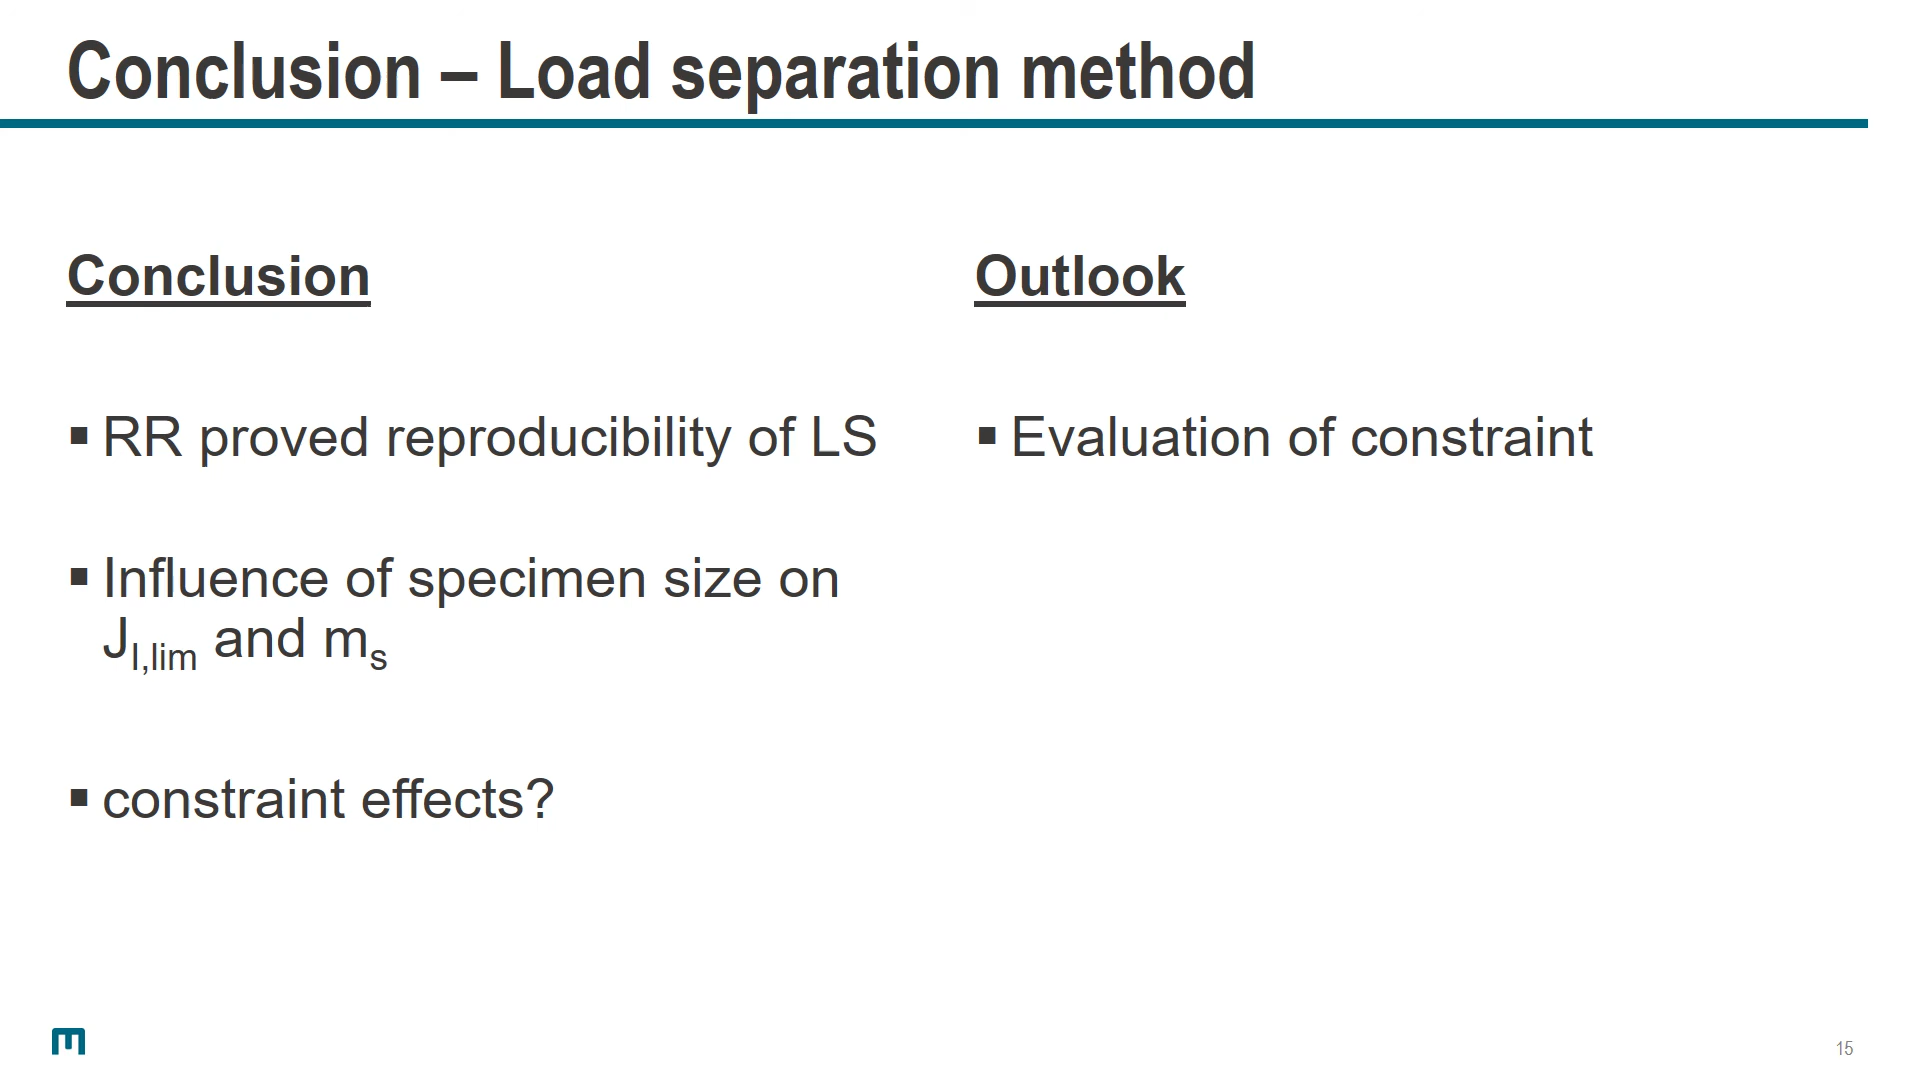 Conclusion – Load separation method
Conclusion
▪ RR proved reproducibility of LS
▪ Influence of specimen size on
J_I,lim and m_s
▪ constraint effects?
Outlook
▪ Evaluation of constraint
15